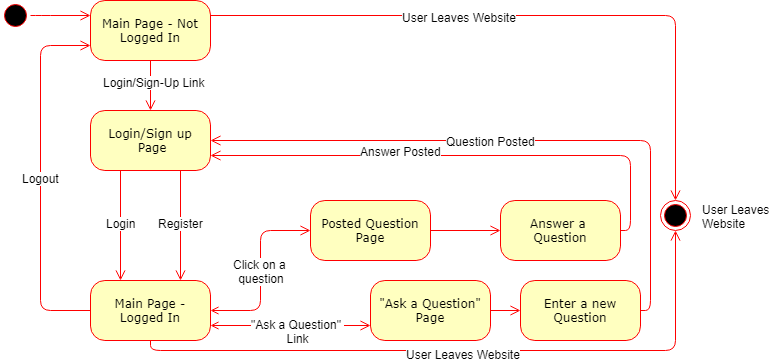 Main Page - Not
Logged In
User Leaves Website
Login/Sign-Up Link
Login/Sign up
Page
Question Posted
Answer Posted
Logout
Login
Register
Posted Question
Page
Answer a
Question
User Leaves
Website
Click on a
question
Main Page -
Logged In
"Ask a Question"
Link
"Ask a Question"
Page
Enter a new
Question
User Leaves Website